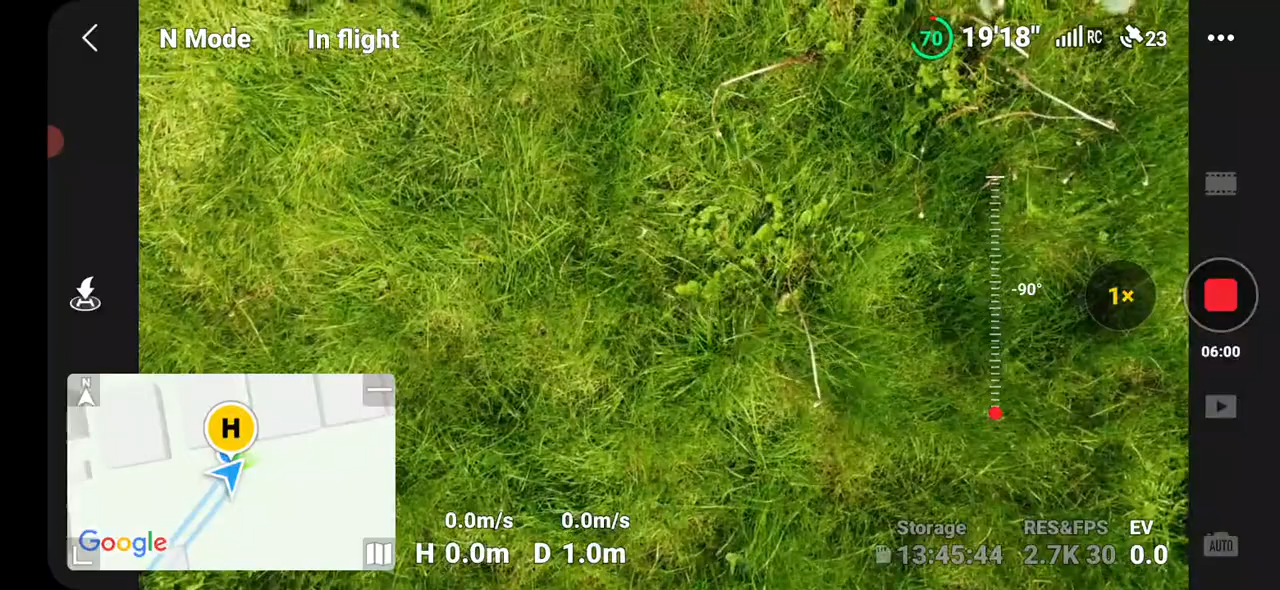 N Mode
In flight
70
19'18"
RC
23
-90°
1×
06:00
N
H
Google
0.0m/s
0.0m/s
H 0.0m
D 1.0m
Storage
13:45:44
RES&FPS
2.7K 30
EV
0.0
AUTO